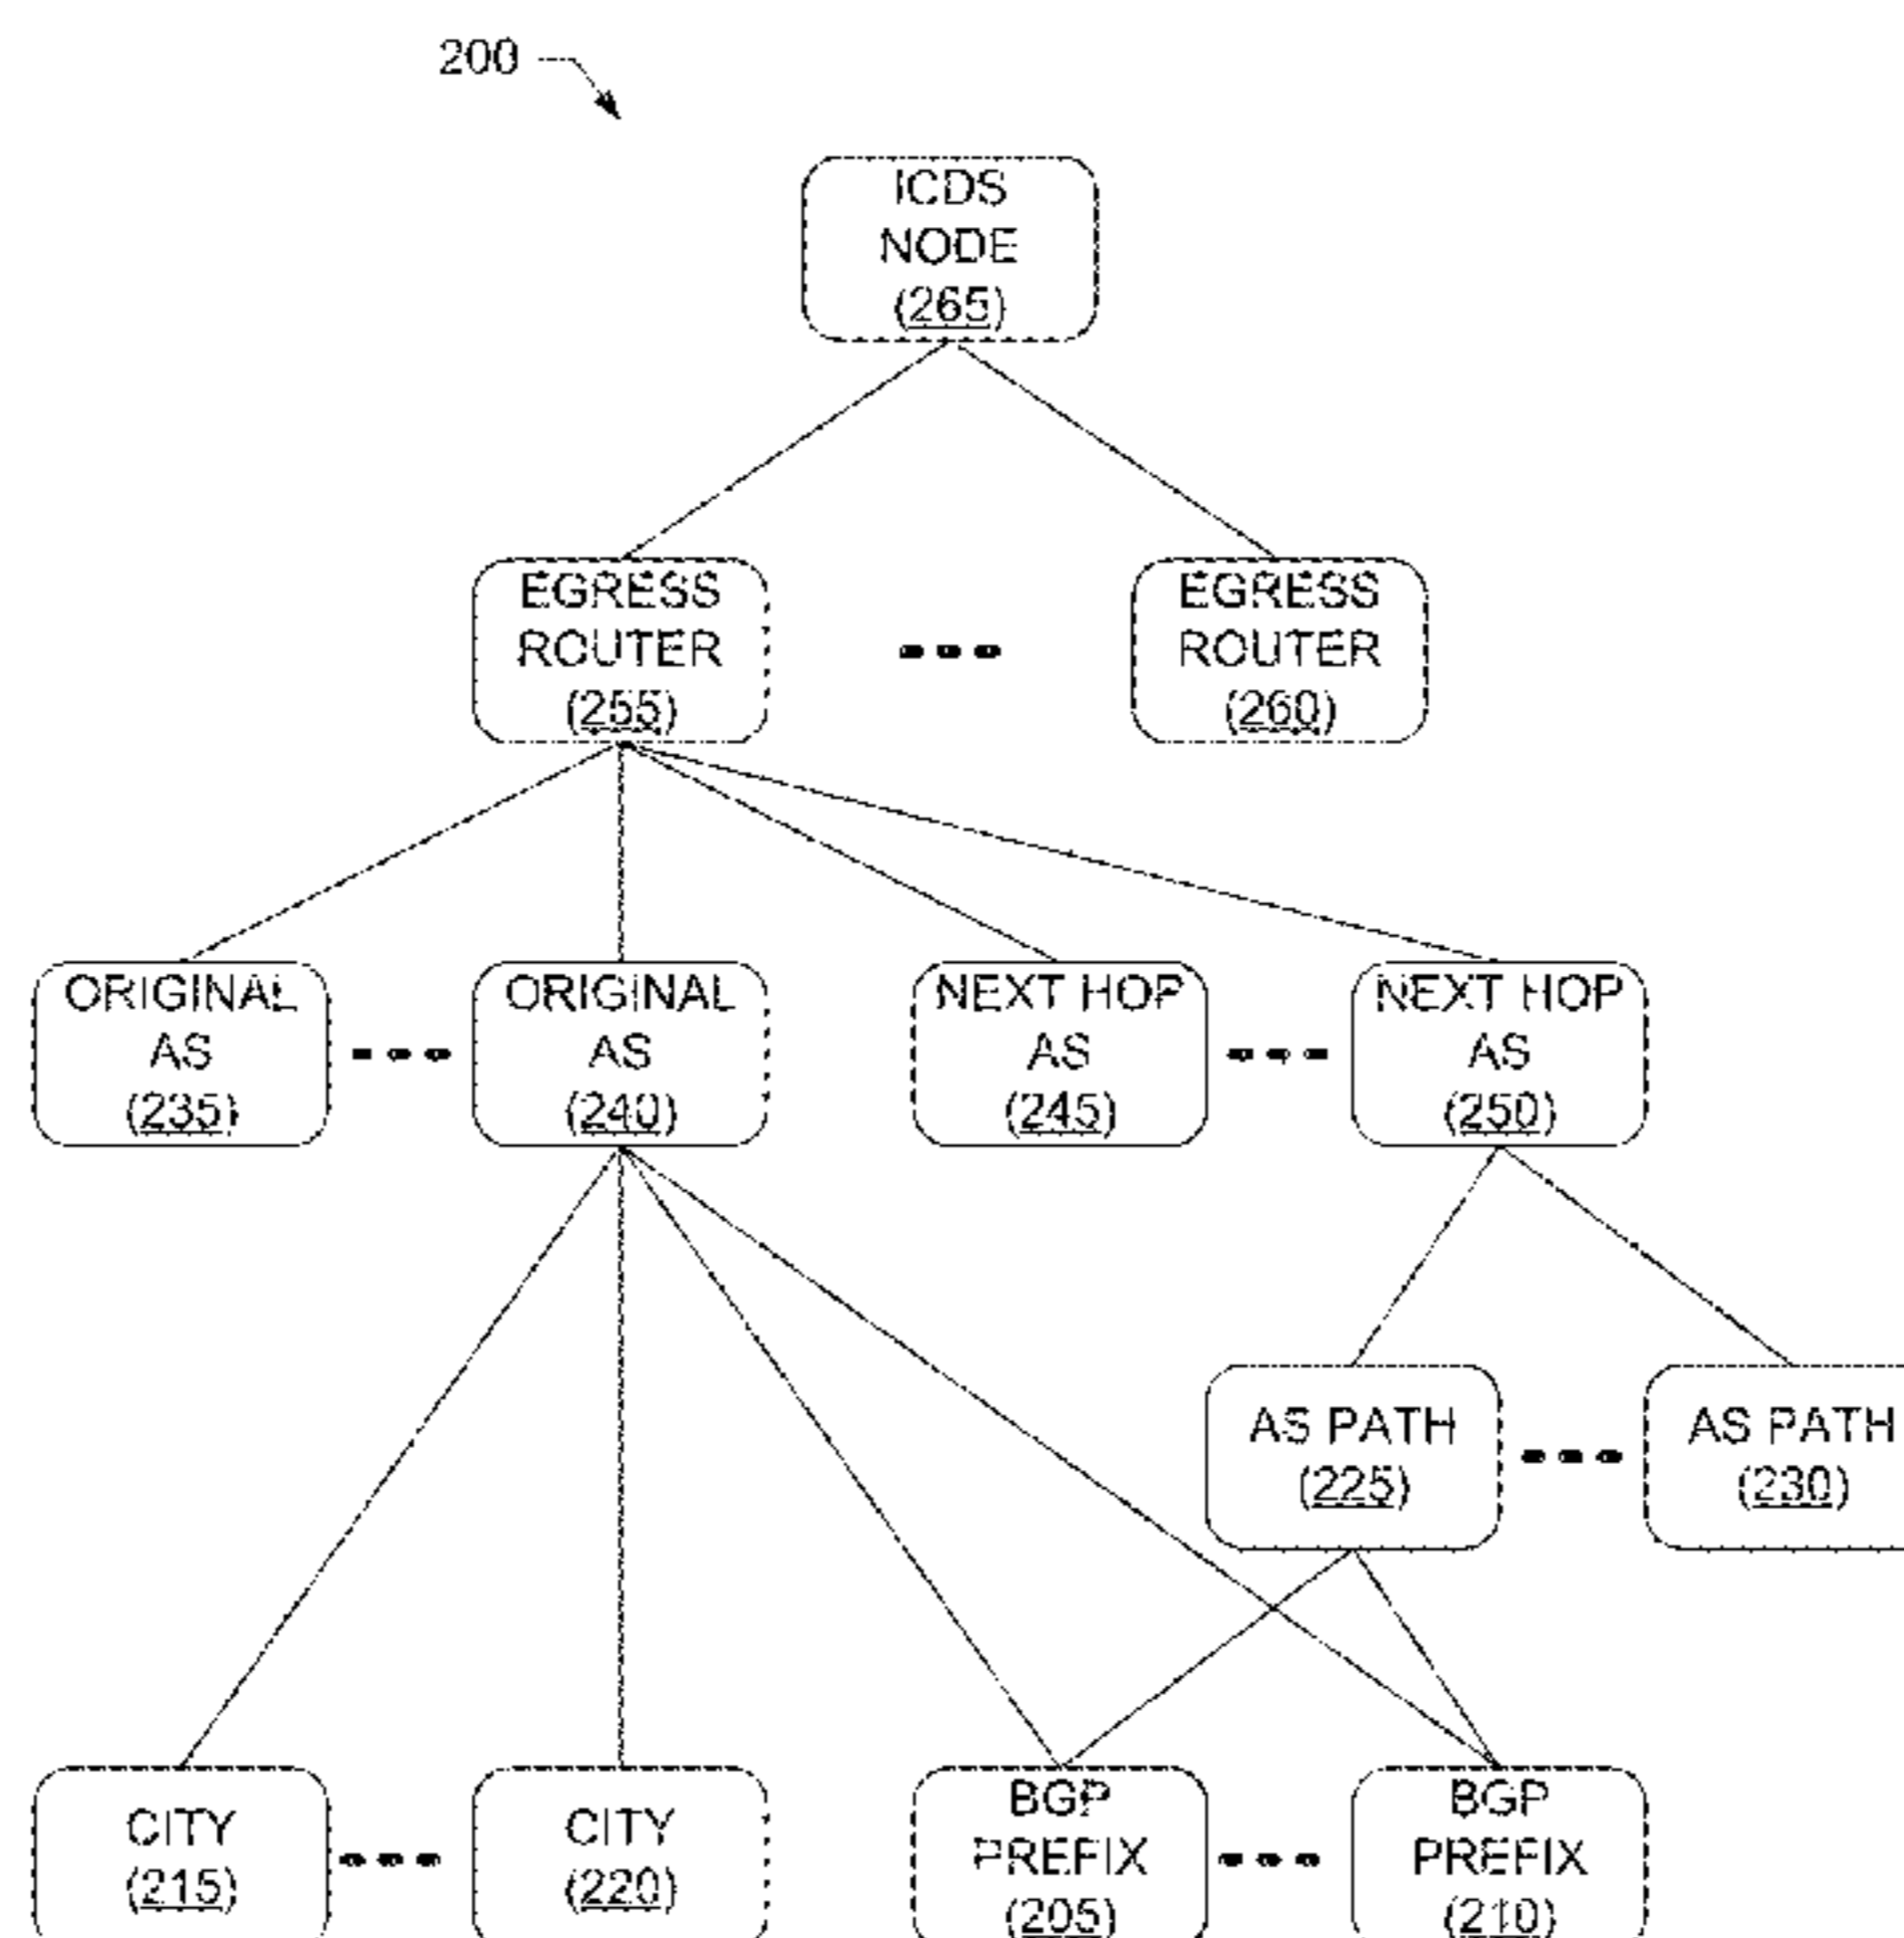 200
ICDS
NODE
(265)
EGRESS
ROUTER
(255)
EGRESS
ROUTER
(260)
ORIGINAL
AS
(235)
ORIGINAL
AS
(240)
NEXT HOP
AS
(245)
NEXT HOP
AS
(250)
AS PATH
(225)
AS PATH
(230)
CITY
(215)
CITY
(220)
BGP
PREFIX
(205)
BGP
PREFIX
(210)